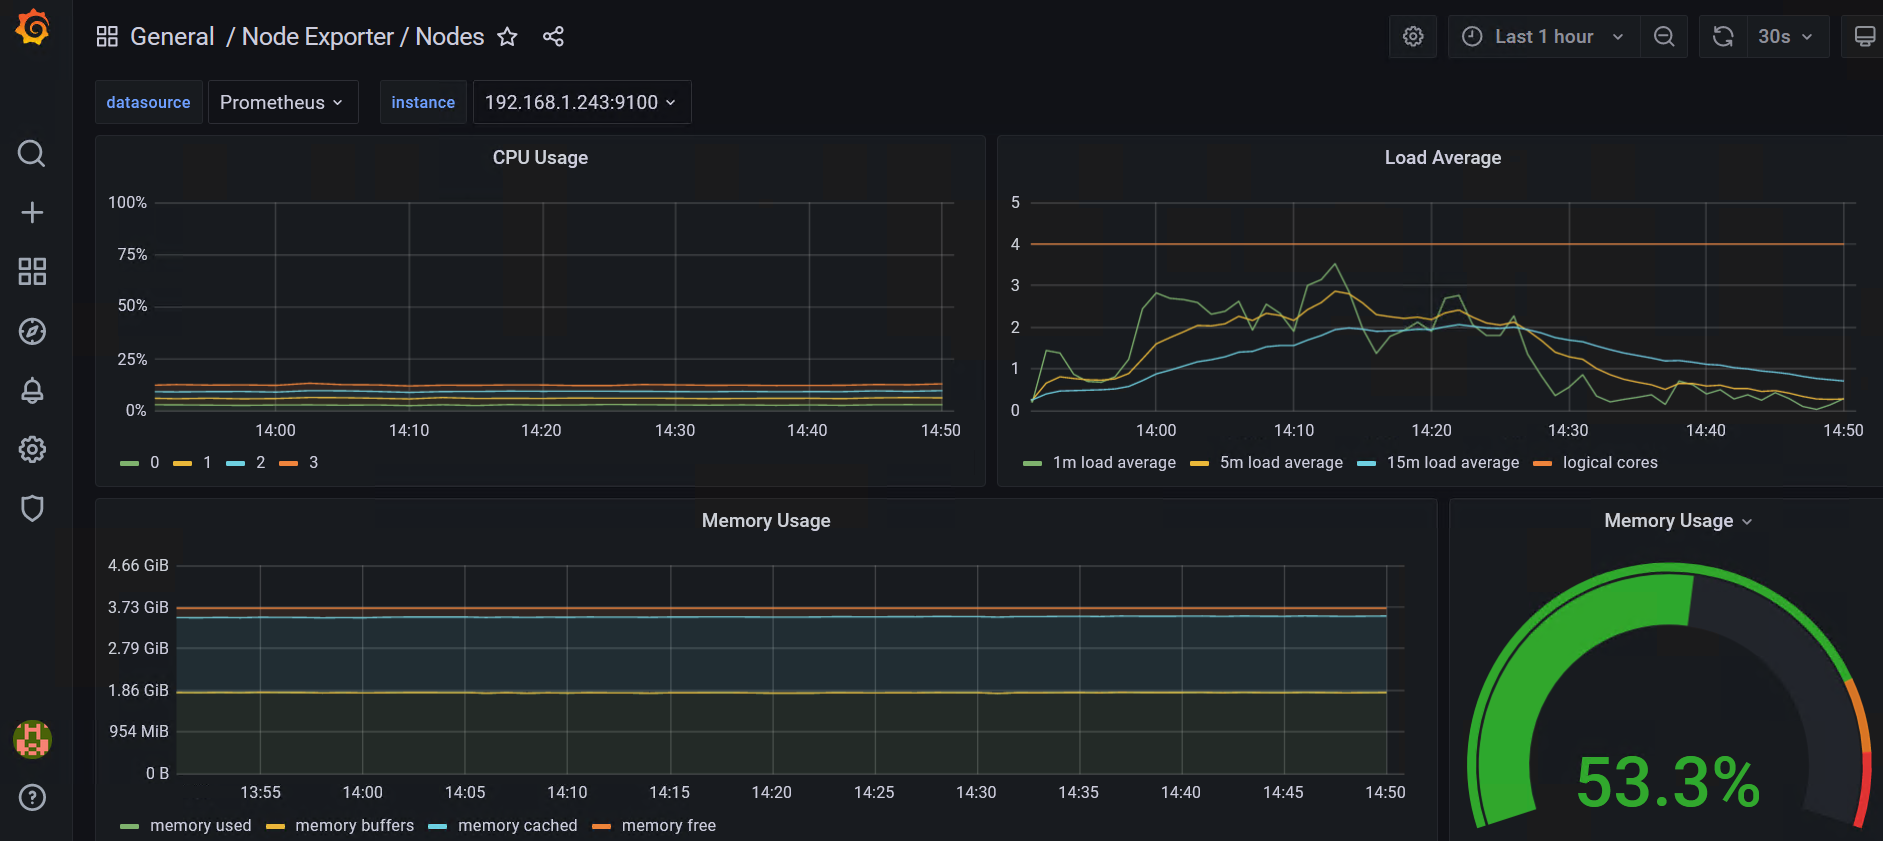 General / Node Exporter / Nodes
Last 1 hour
30s
datasource Prometheus instance 192.168.1.243:9100
CPU Usage
100%
75%
50%
25%
0%
14:00 14:10 14:20 14:30 14:40 14:50
0 1 2 3
Load Average
5
4
3
2
1
0
14:00 14:10 14:20 14:30 14:40 14:50
1m load average 5m load average 15m load average logical cores
Memory Usage
4.66 GiB
3.73 GiB
2.79 GiB
1.86 GiB
954 MiB
0 B
13:55 14:00 14:05 14:10 14:15 14:20 14:25 14:30 14:35 14:40 14:45 14:50
memory used memory buffers memory cached memory free
Memory Usage
53.3%